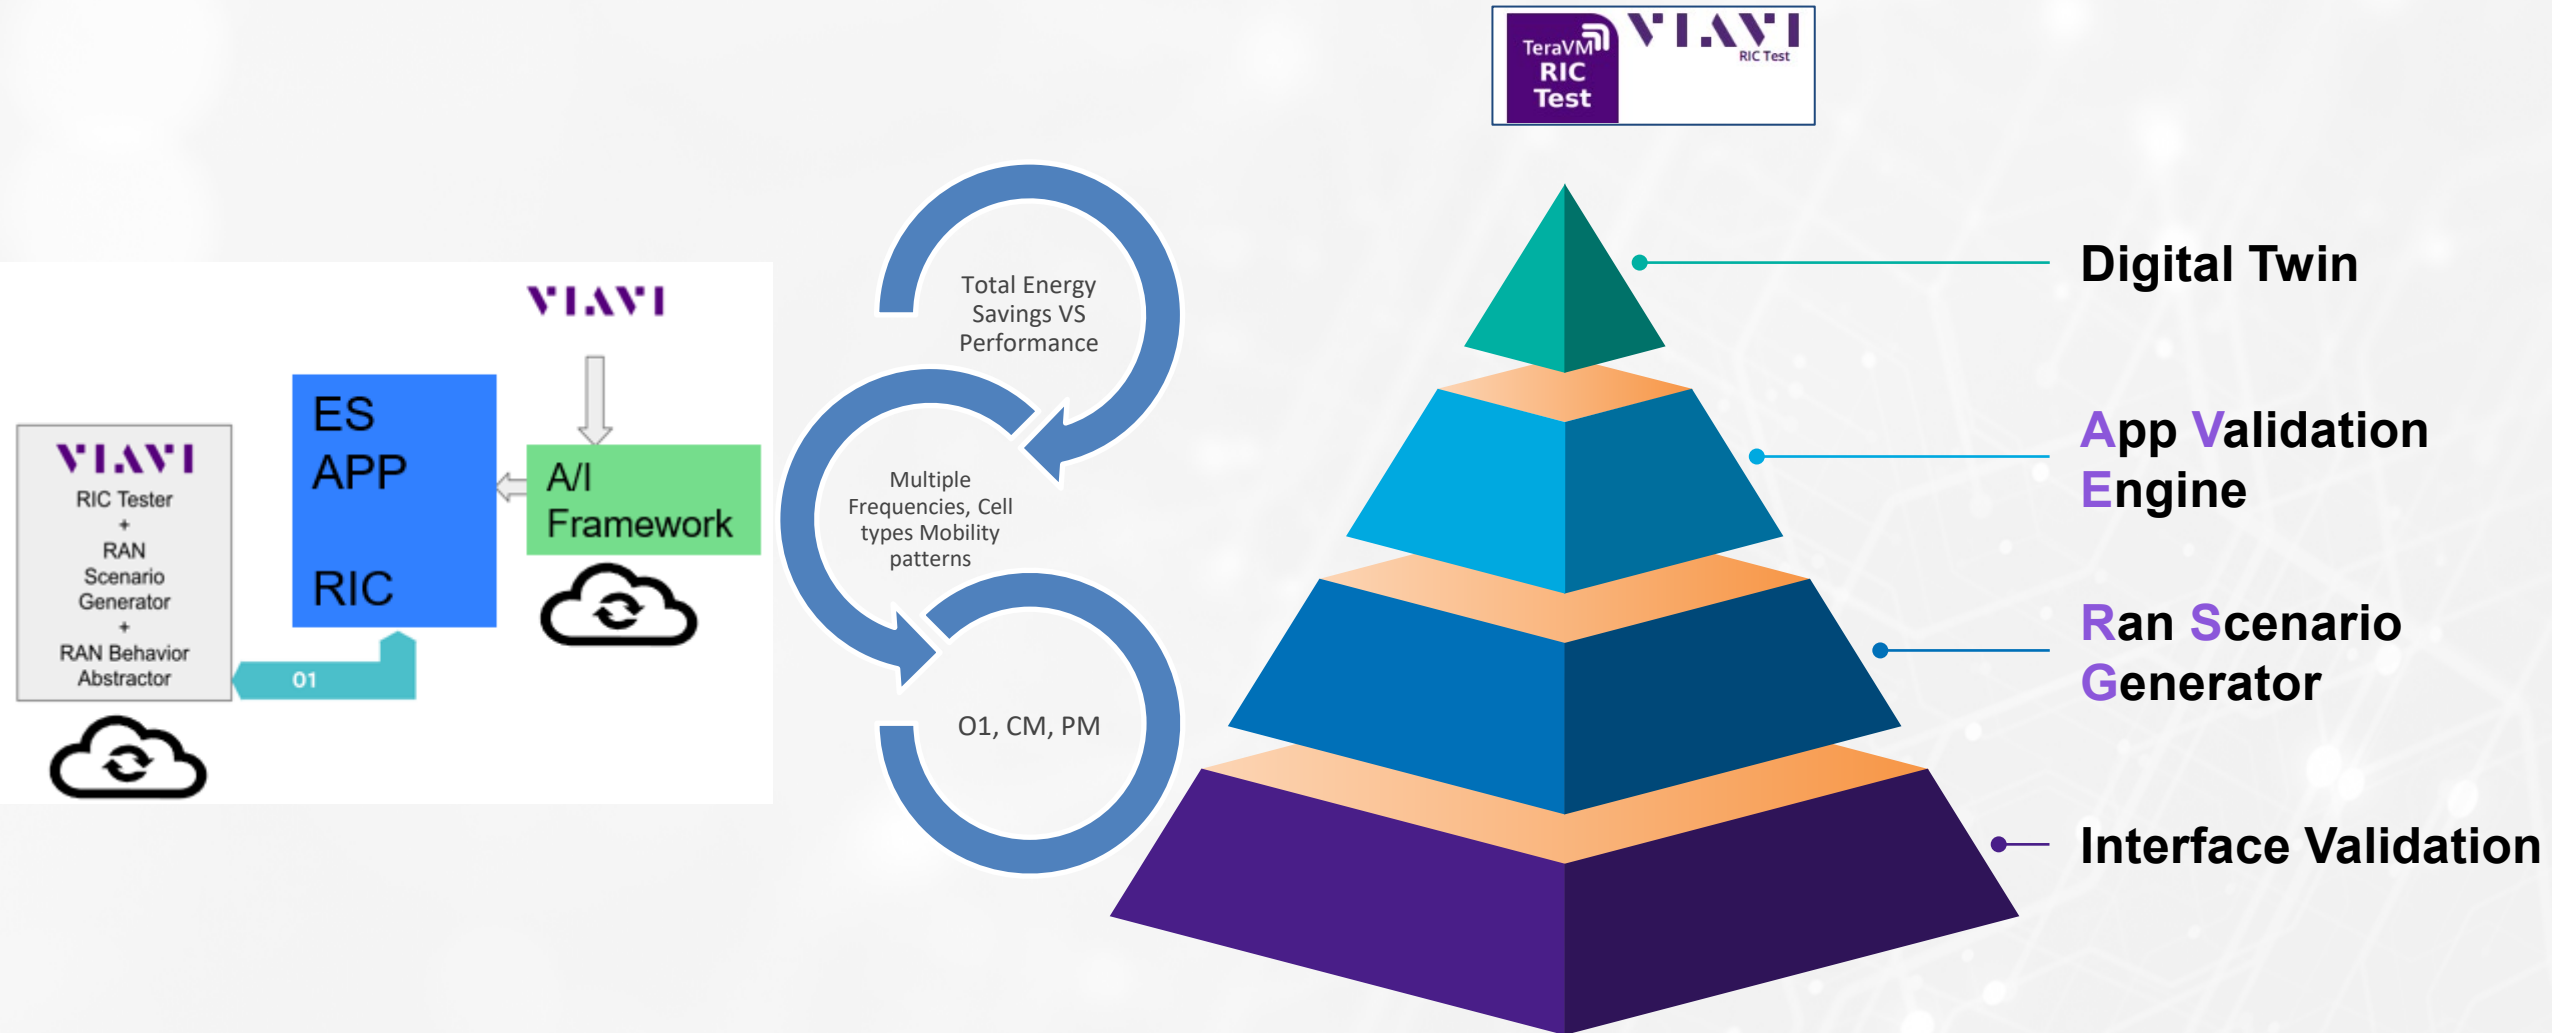 TeraVM
RIC
Test
VIAVI
RIC Test
VIAVI
VIAVI
RIC Tester
+
RAN
Scenario
Generator
+
RAN Behavior
Abstractor
ES
APP
RIC
A/I
Framework
01
Total Energy
Savings VS
Performance
Multiple
Frequencies, Cell
types Mobility
patterns
O1, CM, PM
Digital Twin
App Validation
Engine
Ran Scenario
Generator
Interface Validation